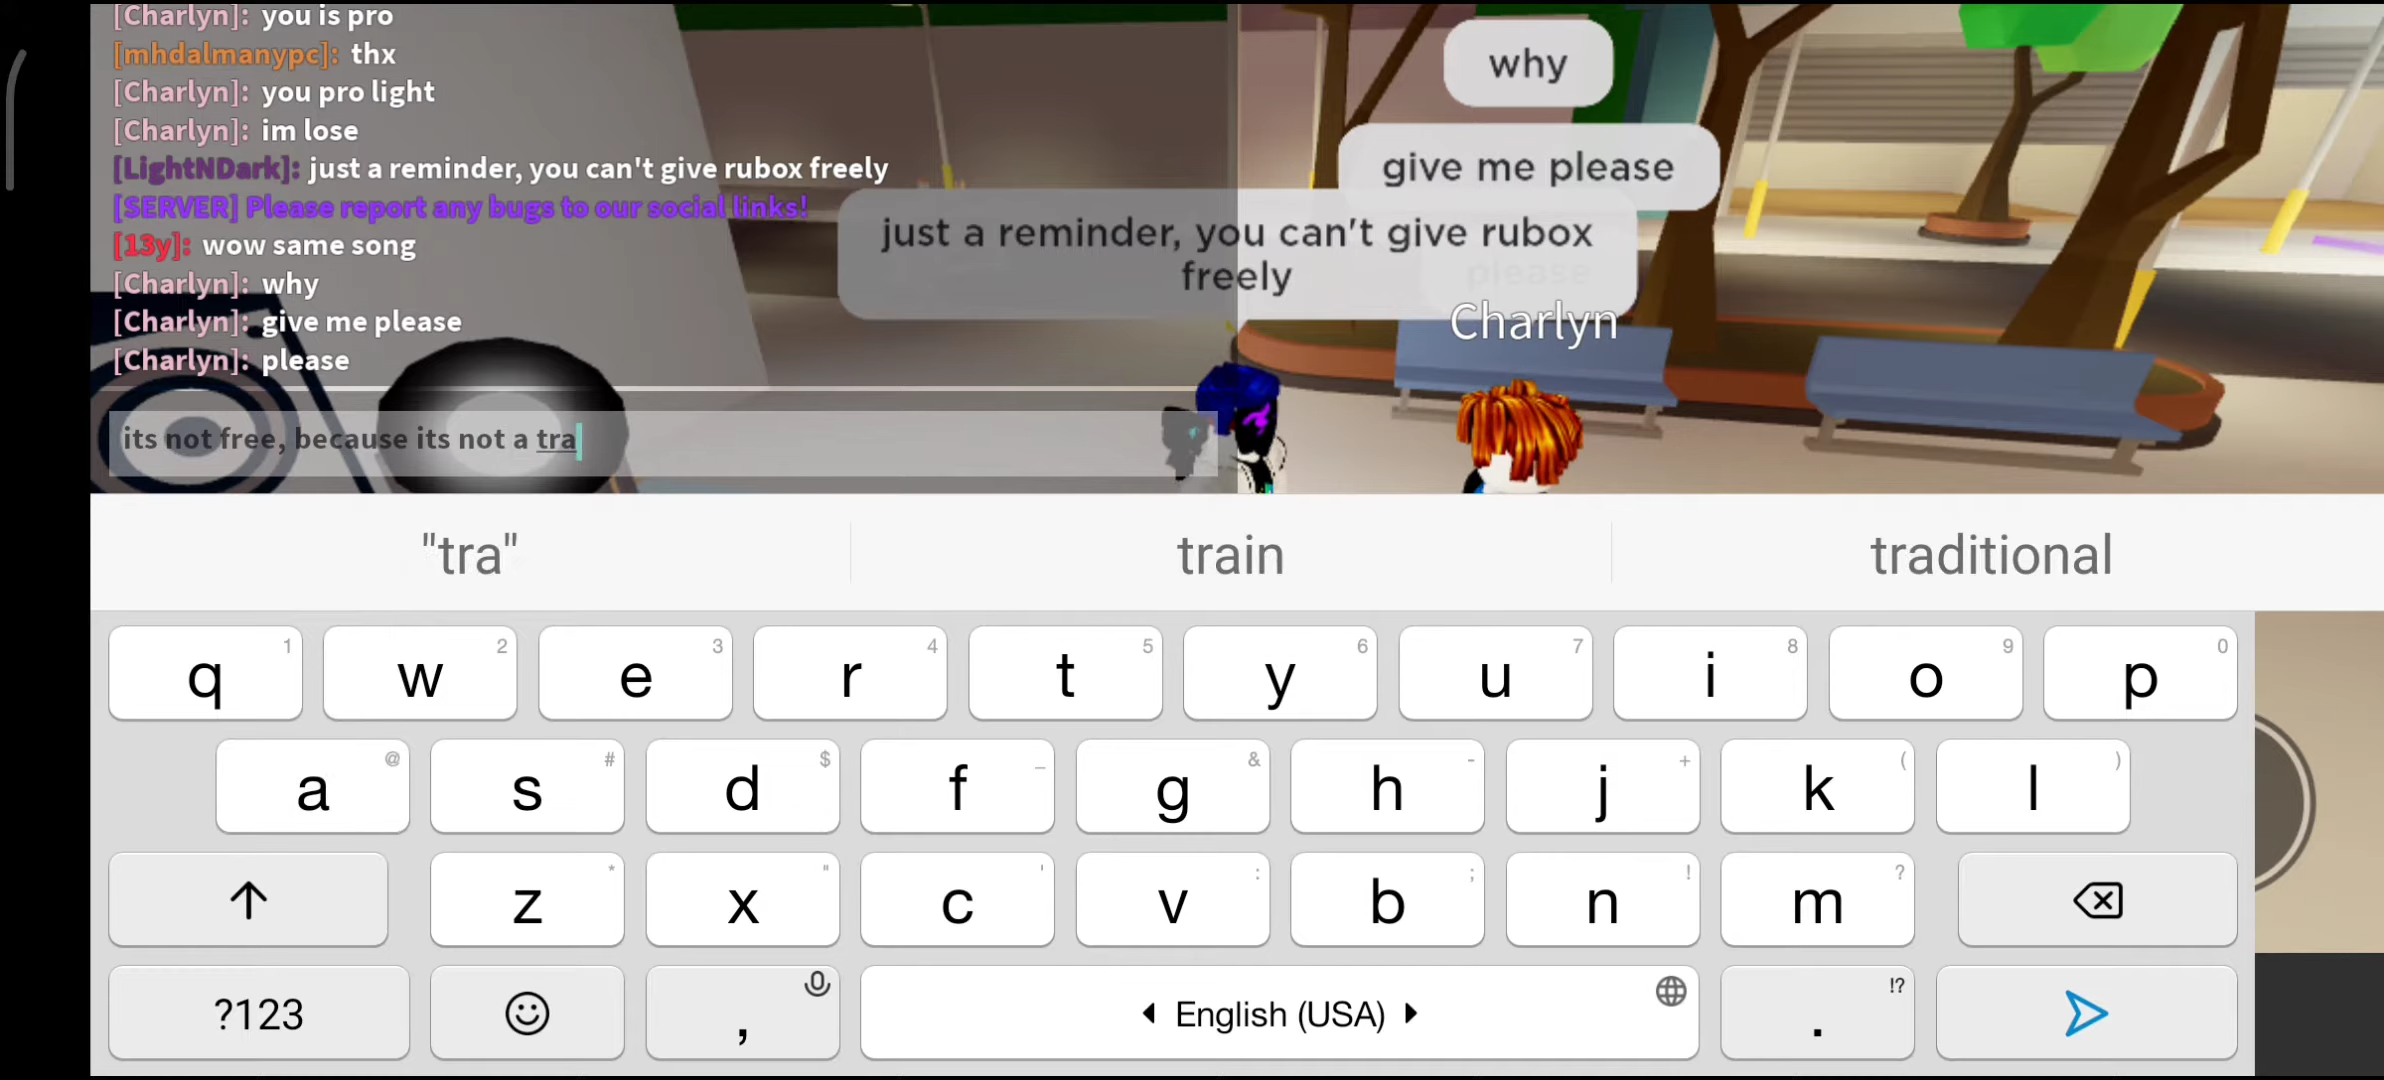 [Charlyn]: you is pro
[mhdalmanypc]: thx
[Charlyn]: you pro light
[Charlyn]: im lose
[LightNDark]: just a reminder, you can't give rubox freely
[SERVER] Please report any bugs to our social links!
[13y]: wow same song
[Charlyn]: why
[Charlyn]: give me please
[Charlyn]: please
its not free, because its not a tra
why
give me please
just a reminder, you can't give rubox
freely
please
Charlyn
"tra" train traditional
q 1 w 2 e 3 r 4 t 5 y 6 u 7 i 8 o 9 p 0
a @ s # d $ f _ g & h - j + k ( l )
z * x " c ' v : b ; n ! m ?
?123 , English (USA) . !?